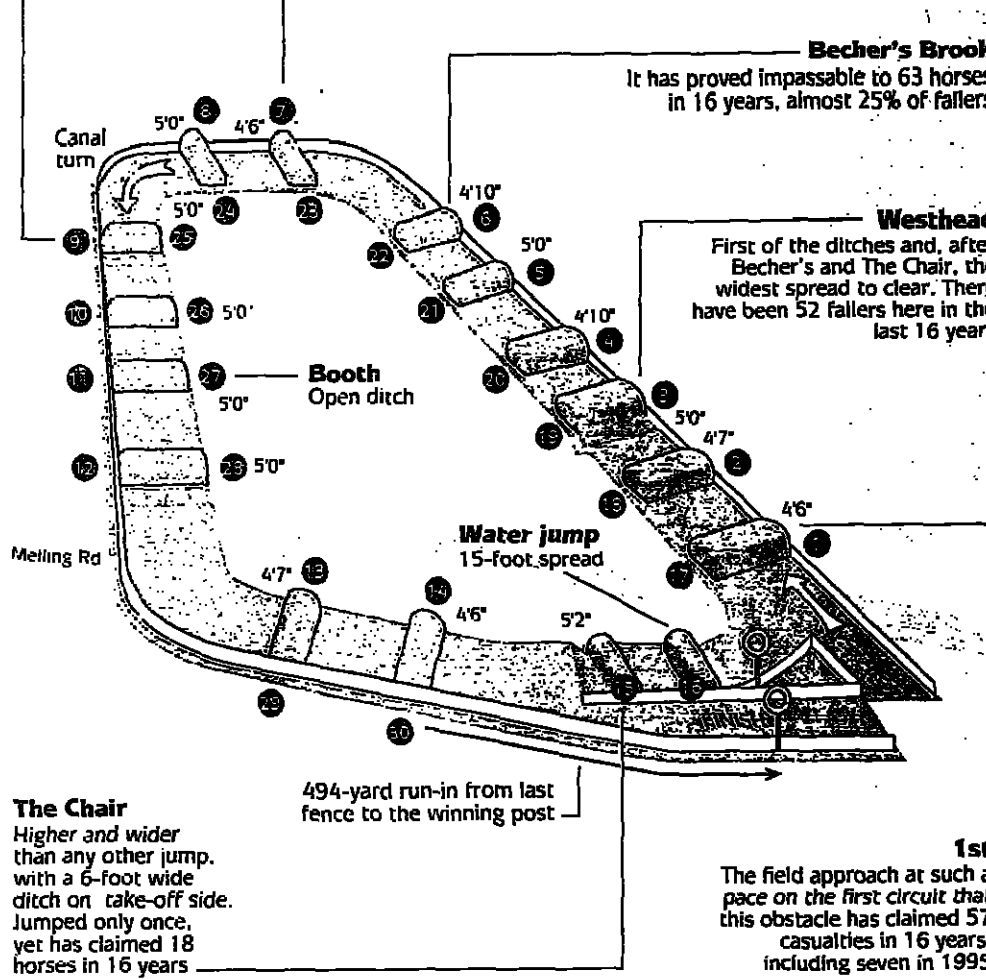 Becher's Brook
It has proved impassable to 63 horses
in 16 years, almost 25% of fallers
8
7
5'0"
4'6"
Canal
turn
4'10"
6
5'0"
24
23
22
Westhead
First of the ditches and, after
Becher's and The Chair, the
widest spread to clear. There
have been 52 fallers here in the
last 16 years
9
25
5'0"
5
21
10
26
5'0"
4'10"
4
20
11
27
Booth
Open ditch
5'0"
3
5'0"
19
4'7"
2
12
28
5'0"
18
4'6"
1
Water jump
15-foot spread
17
Melling Rd
4'7"
13
14
4'6"
5'2"
15
16
29
30
494-yard run-in from last
fence to the winning post
The Chair
Higher and wider
than any other jump.
with a 6-foot wide
ditch on take-off side.
Jumped only once,
yet has claimed 18
horses in 16 years
1st
The field approach at such a
pace on the first circuit that
this obstacle has claimed 57
casualties in 16 years,
including seven in 1995